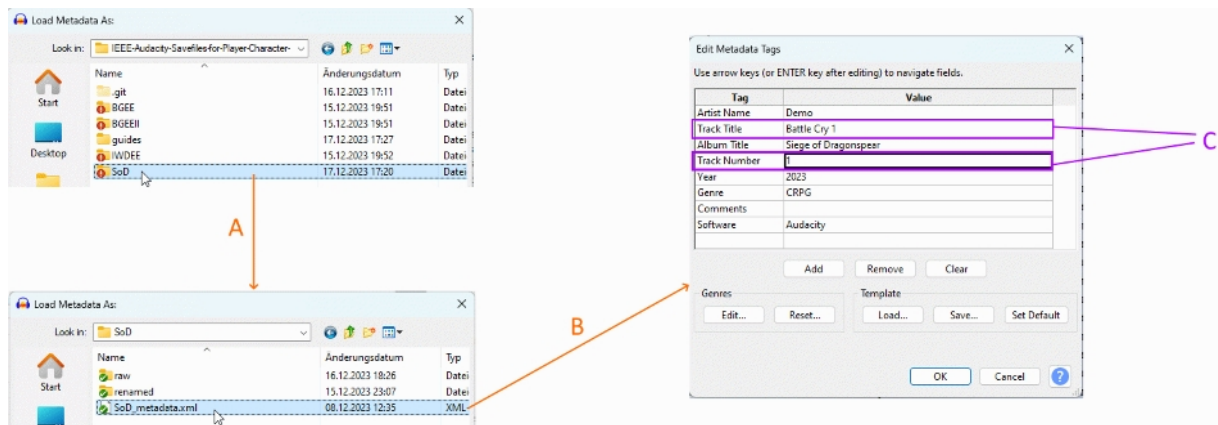 Load Metadata As:
Look in: IEEE-Audacity-Savefiles-for-Player-Character-
Name Änderungsdatum Typ
.git 16.12.2023 17:11 Datei
BGEE 15.12.2023 19:51 Datei
BGEEII 15.12.2023 19:51 Datei
guides 17.12.2023 17:27 Datei
IWDEE 15.12.2023 19:52 Datei
SoD 17.12.2023 17:20 Datei
Start
Desktop
A
Load Metadata As:
Look in: SoD
Name Änderungsdatum Typ
raw 16.12.2023 18:26 Datei
renamed 15.12.2023 23:07 Datei
SoD_metadata.xml 08.12.2023 12:35 XML
Start
B
Edit Metadata Tags
Use arrow keys (or ENTER key after editing) to navigate fields.
Tag Value
Artist Name Demo
Track Title Battle Cry 1
Album Title Siege of Dragonspear
Track Number 1
Year 2023
Genre CRPG
Comments
Software Audacity
Add Remove Clear
Genres Template
Edit... Reset... Load... Save... Set Default
OK Cancel ?
C